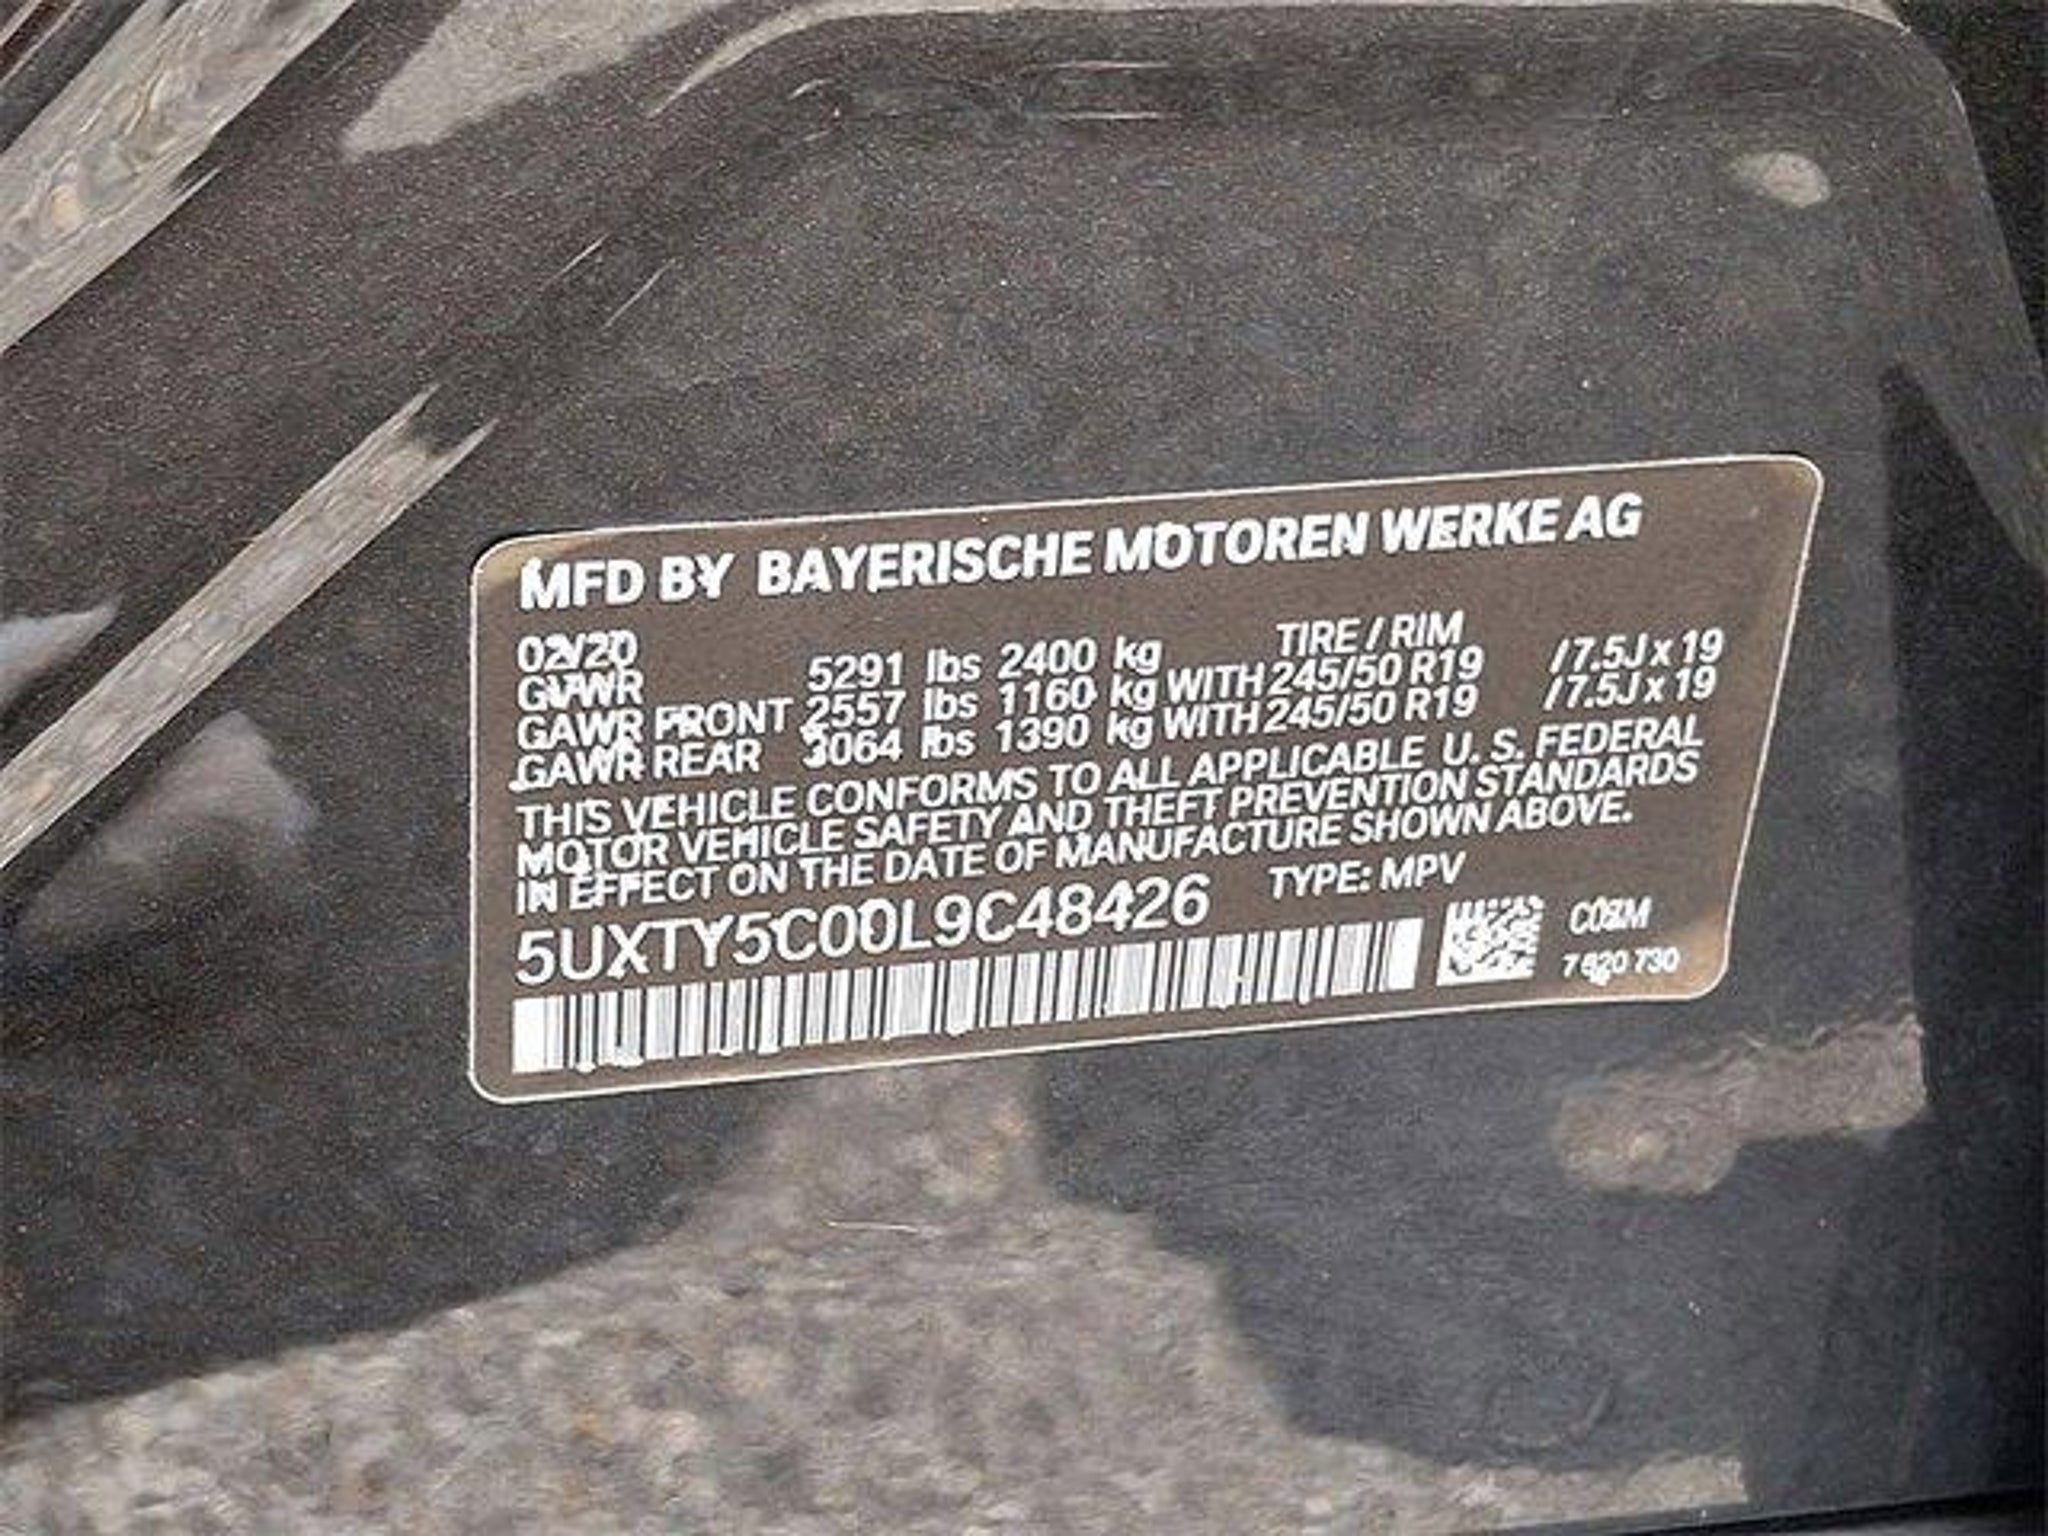 MFD BY BAYERISCHE MOTOREN WERKE AG
02/20 TIRE / RIM
GVWR 5291 lbs 2400 kg
GAWR FRONT 2557 lbs 1160 kg WITH 245/50 R19 / 7.5J x 19
GAWR REAR 3064 lbs 1390 kg WITH 245/50 R19 / 7.5J x 19
THIS VEHICLE CONFORMS TO ALL APPLICABLE U. S. FEDERAL
MOTOR VEHICLE SAFETY AND THEFT PREVENTION STANDARDS
IN EFFECT ON THE DATE OF MANUFACTURE SHOWN ABOVE.
5UXTY5C00L9C48426 TYPE: MPV
730